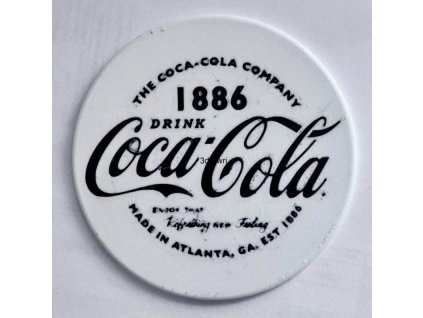 THE COCA-COLA COMPANY
1886
DRINK
Coca-Cola
ENJOY THAT
Refreshing NEW Feeling
MADE IN ATLANTA, GA. EST 1886